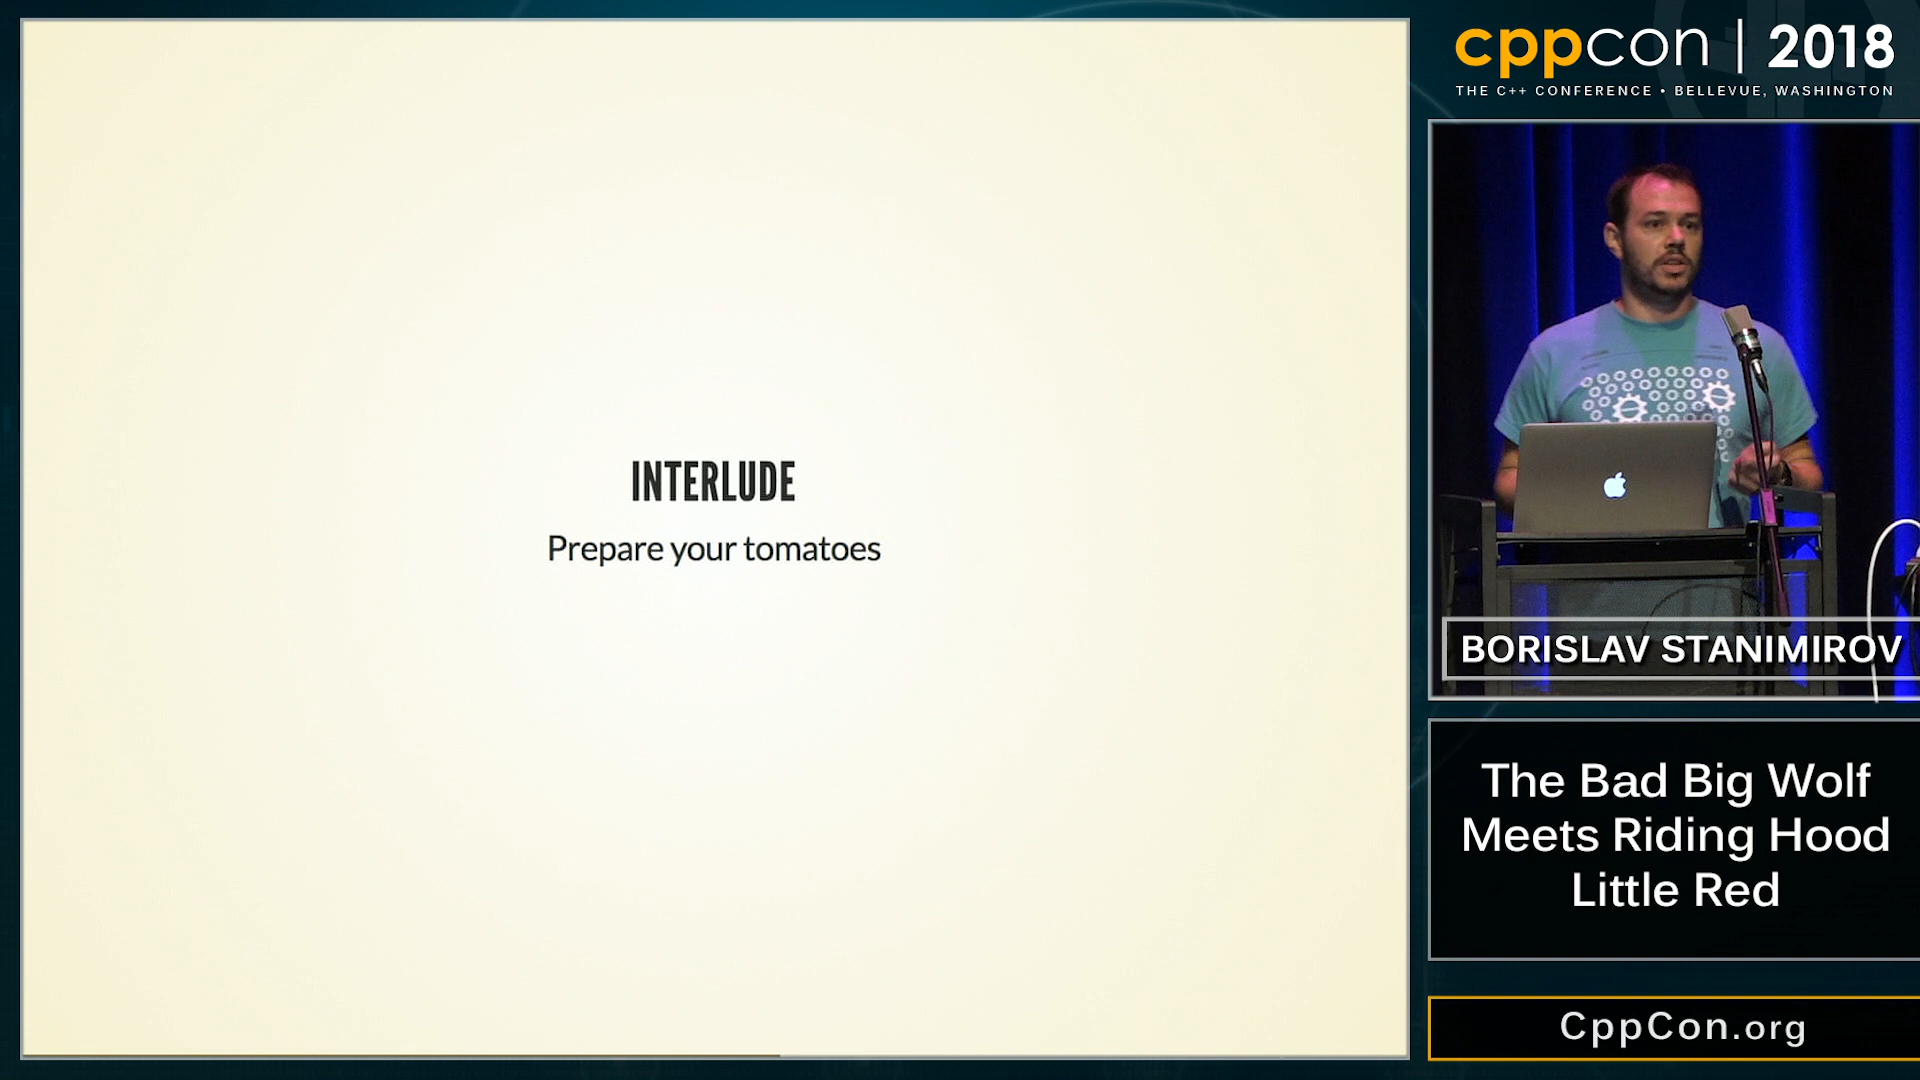 INTERLUDE
Prepare your tomatoes
cppcon | 2018
THE C++ CONFERENCE • BELLEVUE, WASHINGTON
BORISLAV STANIMIROV
The Bad Big Wolf
Meets Riding Hood
Little Red
CppCon.org